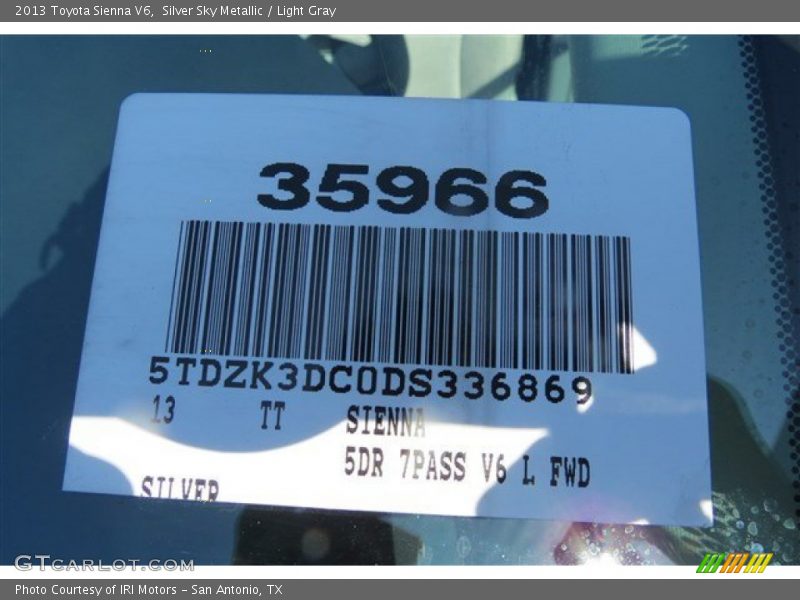 2013 Toyota Sienna V6,  Silver Sky Metallic / Light Gray
35966
5TDZK3DC0DS336869
13 TT SIENNA
5DR 7PASS V6 L FWD
SILVER
GTCARLOT.COM
Photo Courtesy of IRI Motors - San Antonio, TX